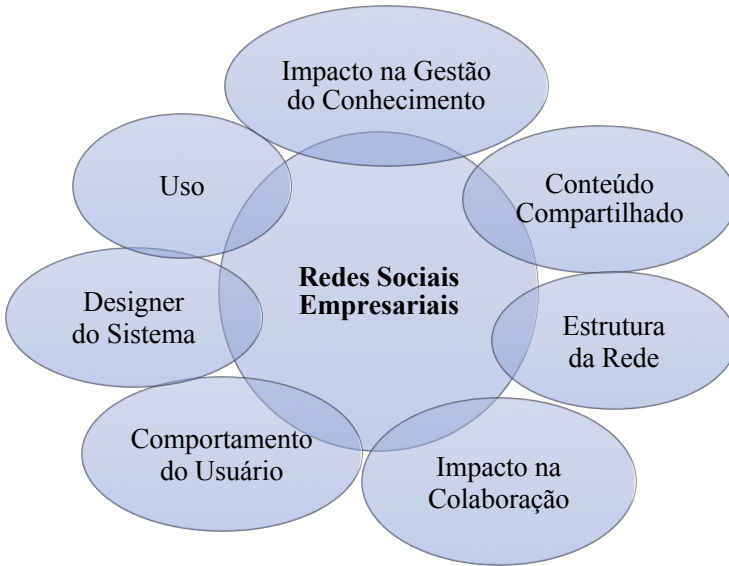 Impacto na Gestão
do Conhecimento
Uso
Conteúdo
Compartilhado
Redes Sociais
Empresariais
Designer
do Sistema
Estrutura
da Rede
Comportamento
do Usuário
Impacto na
Colaboração